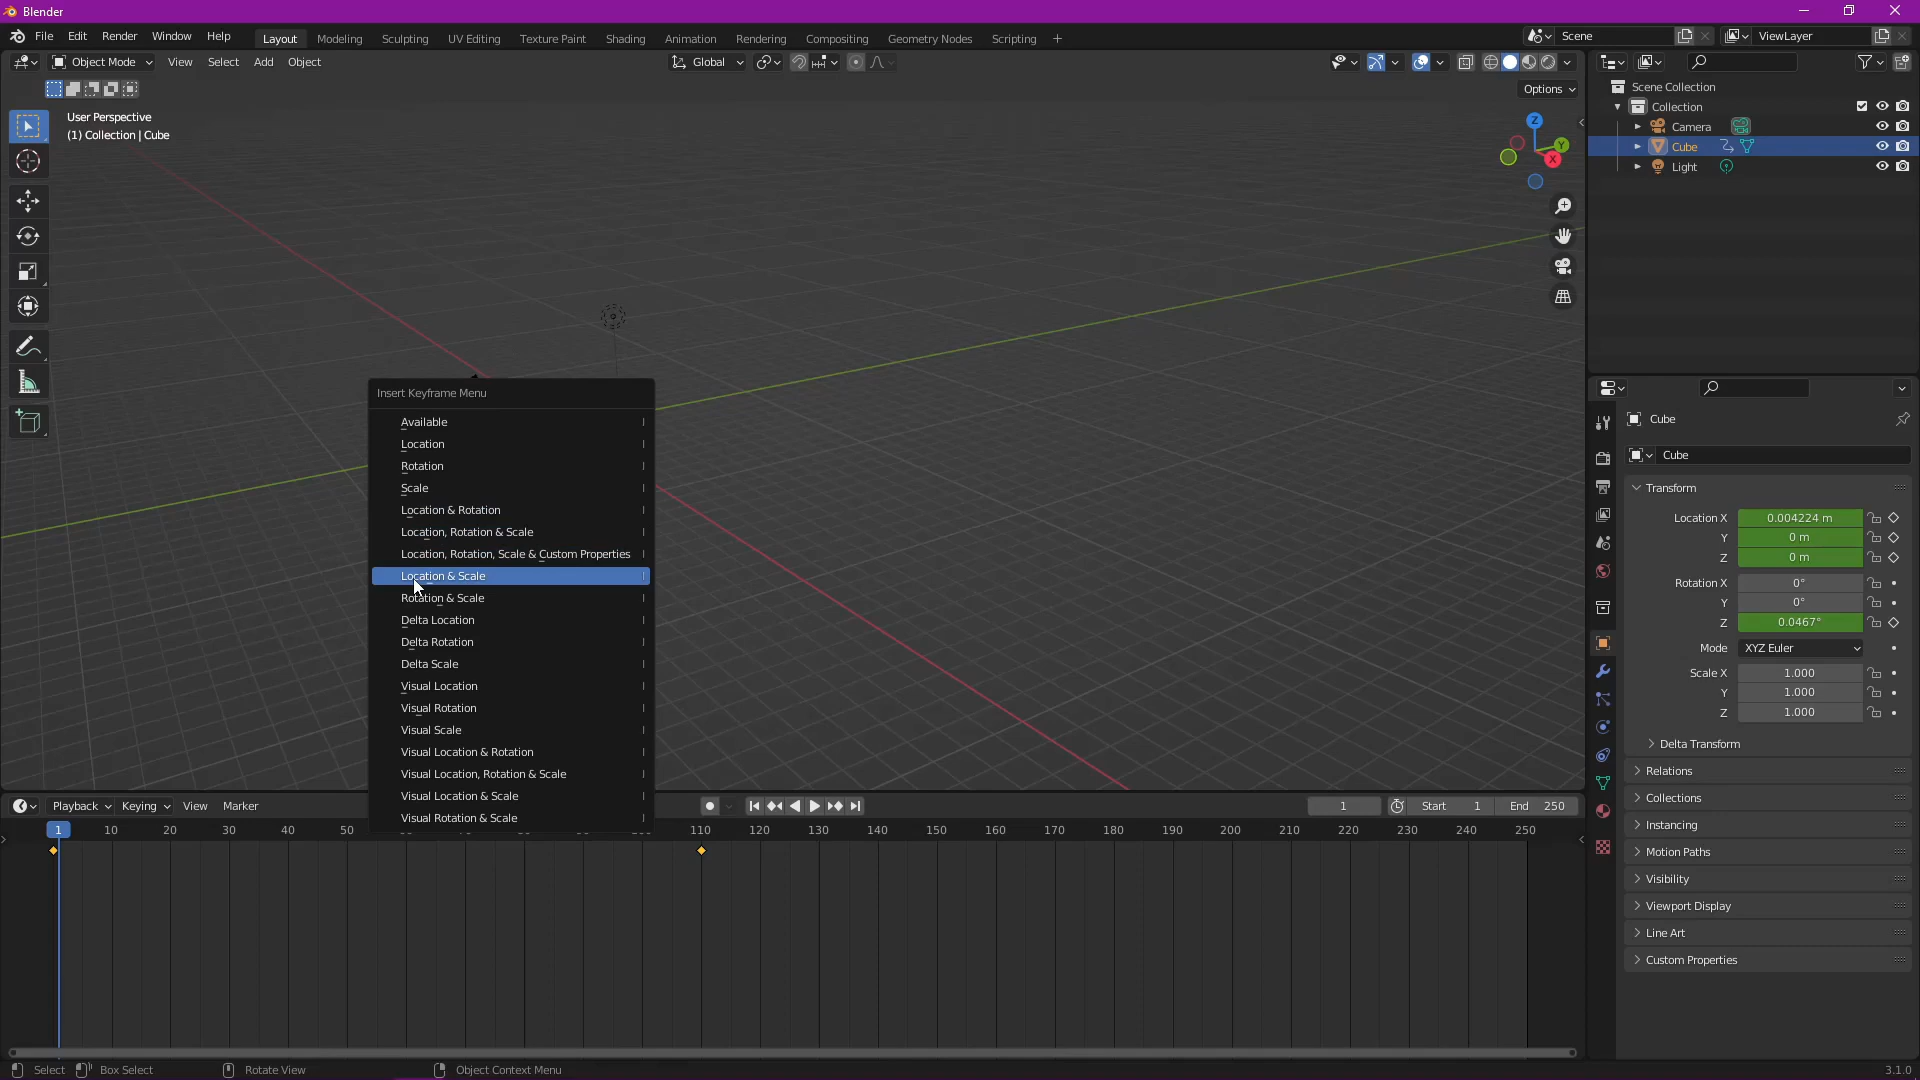 Blender
File Edit Render Window Help
Layout Modeling Sculpting UV Editing Texture Paint Shading Animation Rendering Compositing Geometry Nodes Scripting +
Scene
ViewLayer
Object Mode View Select Add Object
Global
Options
User Perspective
(1) Collection | Cube
Z
Y
X
Scene Collection
Collection
Camera
Cube
Light
Insert Keyframe Menu
Available I
Location I
Rotation I
Scale I
Location & Rotation I
Location, Rotation & Scale I
Location, Rotation, Scale & Custom Properties I
Location & Scale I
Rotation & Scale I
Delta Location I
Delta Rotation I
Delta Scale I
Visual Location I
Visual Rotation I
Visual Scale I
Visual Location & Rotation I
Visual Location, Rotation & Scale I
Visual Location & Scale I
Visual Rotation & Scale I
Cube
Cube
Transform
Location X 0.004224 m
Y 0 m
Z 0 m
Rotation X 0°
Y 0°
Z 0.0467°
Mode XYZ Euler
Scale X 1.000
Y 1.000
Z 1.000
Delta Transform
Relations
Collections
Instancing
Motion Paths
Visibility
Viewport Display
Line Art
Custom Properties
Playback Keying View Marker
1 Start 1 End 250
1 10 20 30 40 50 110 120 130 140 150 160 170 180 190 200 210 220 230 240 250
Select Box Select Rotate View Object Context Menu
3.1.0